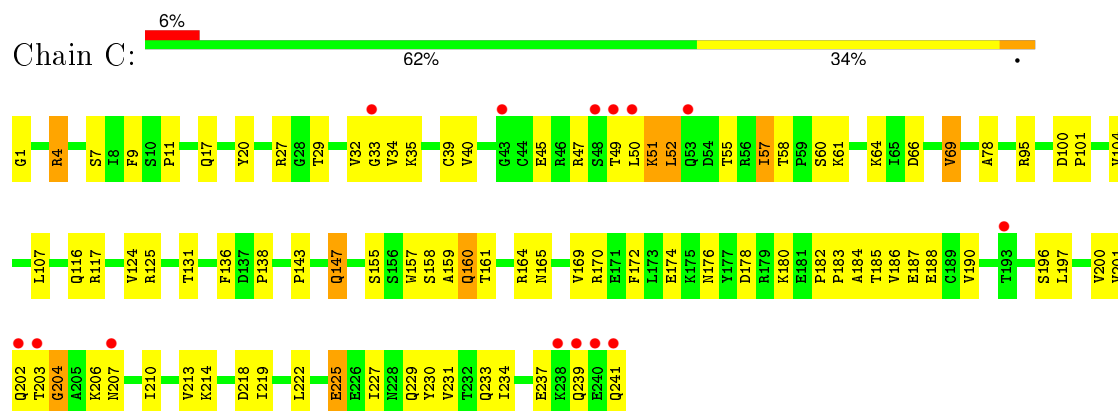 6%
Chain C:
62% 34% •
G1 R4 S7 I8 F9 S10 P11 Q17 Y20 R27 G28 T29 V32 G33 V34 K35 C39 V40 G43 C44 E45 R46 R47 S48 T49 L50 K51 L52 Q53 D54 T55 R56 I57 T58 P59 S60 K61 K64 I65 D66 V69 A78 R95 D100 P101 V104
L107 Q116 R117 V124 R125 T131 F136 D137 P138 P143 Q147 S155 S156 W157 S158 A159 Q160 T161 R164 N165 V169 R170 E171 F172 L173 E174 K175 N176 Y177 D178 R179 K180 E181 P182 P183 A184 T185 V186 E187 E188 C189 V190 T193 S196 L197 V200 V201
Q202 T203 G204 A205 K206 N207 I210 V213 K214 D218 I219 L222 E225 E226 I227 N228 Q229 Y230 V231 T232 Q233 I234 E237 K238 Q239 E240 Q241